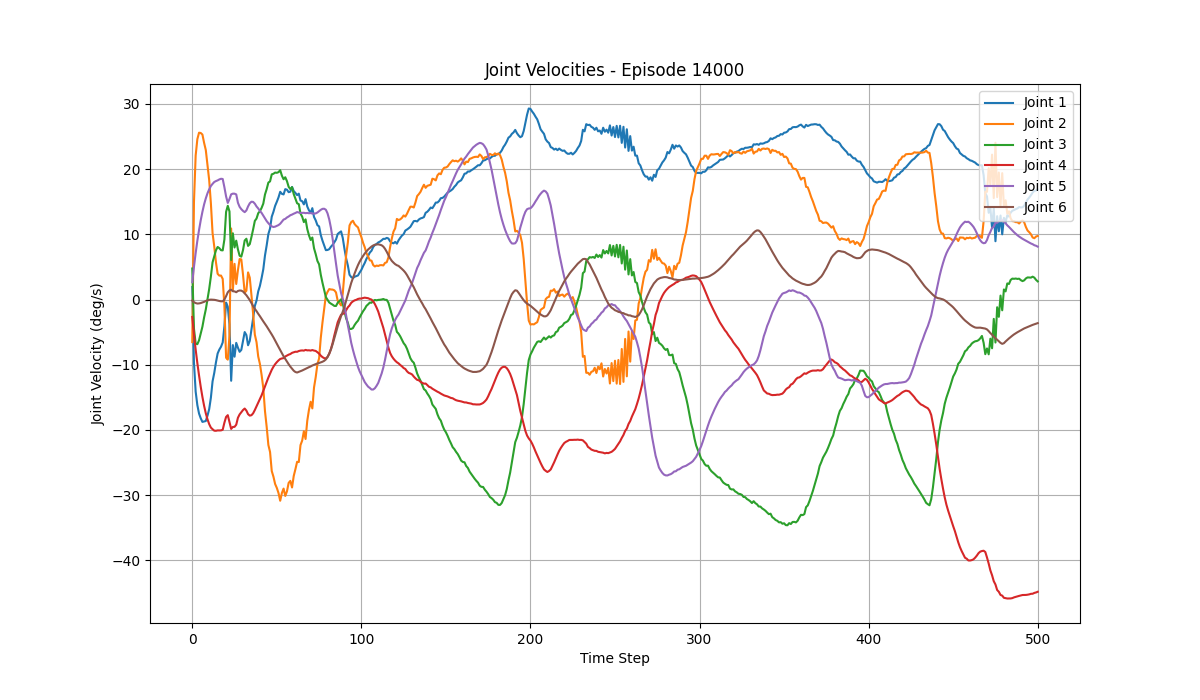 Joint Velocities - Episode 14000
Joint Velocity (deg/s)
30
20
10
0
−10
−20
−30
−40
Joint 1
Joint 2
Joint 3
Joint 4
Joint 5
Joint 6
0
100
200
300
400
500
Time Step